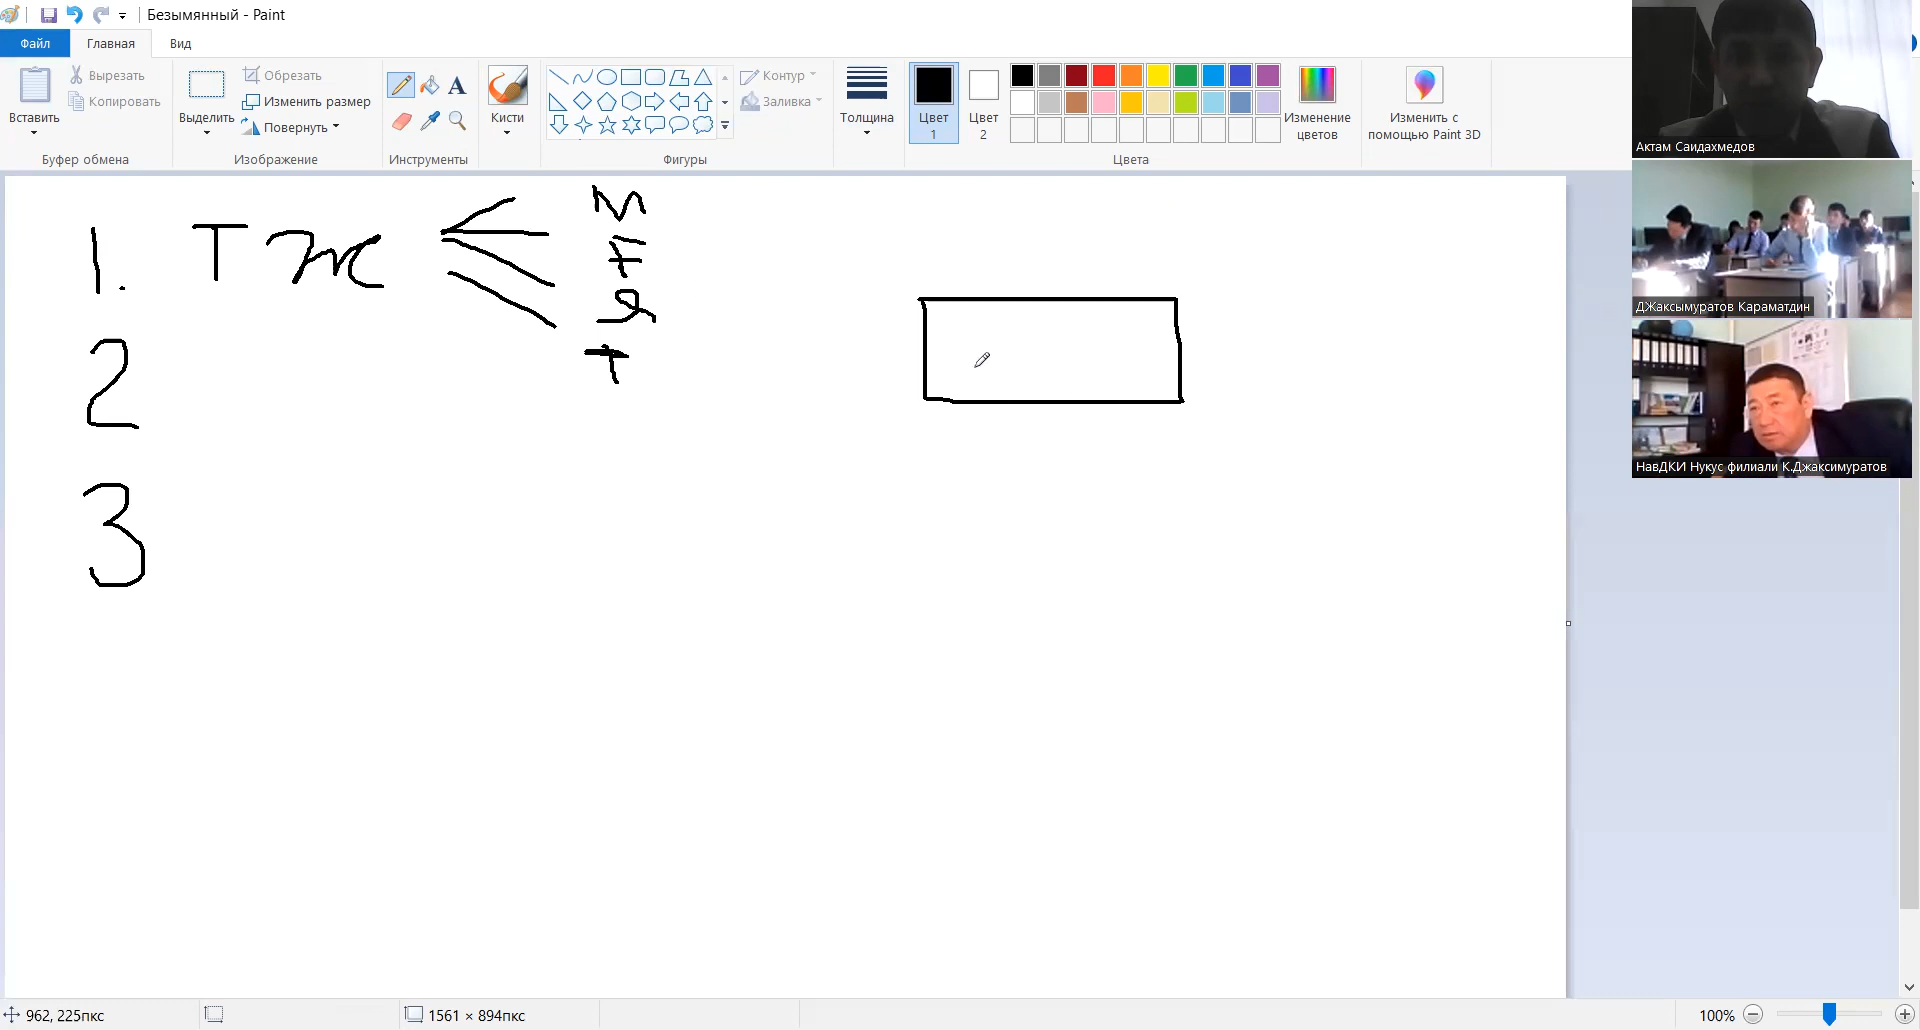 Безымянный - Paint
Файл Главная Вид
Вставить
Вырезать
Копировать
Буфер обмена
Выделить
Обрезать
Изменить размер
Повернуть
Изображение
A
Инструменты
Кисти
Фигуры
Контур
Заливка
Толщина
Цвет
1
Цвет
2
Изменение
цветов
Цвета
Изменить с
помощью Paint 3D
Актам Саидахмедов
ДЖаксымуратов Караматдин
НавДКИ Нукус филиали К.Джаксимуратов
1. ТЖ
М
Я
Т
2
3
962, 225пкс
1561 × 894пкс
100%